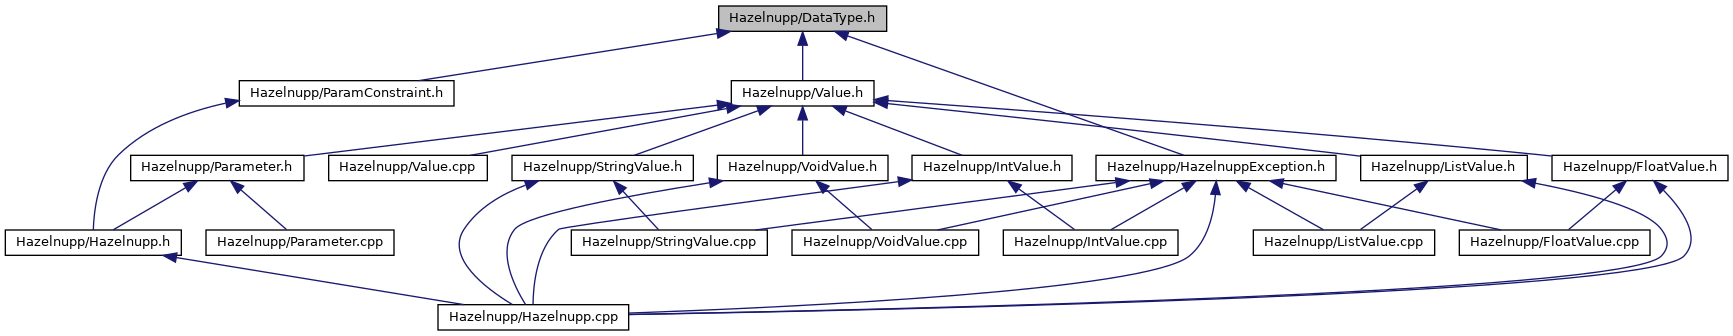 Hazelnupp/DataType.h
Hazelnupp/ParamConstraint.h
Hazelnupp/Value.h
Hazelnupp/Parameter.h
Hazelnupp/Value.cpp
Hazelnupp/StringValue.h
Hazelnupp/VoidValue.h
Hazelnupp/IntValue.h
Hazelnupp/HazelnuppException.h
Hazelnupp/ListValue.h
Hazelnupp/FloatValue.h
Hazelnupp/Hazelnupp.h
Hazelnupp/Parameter.cpp
Hazelnupp/StringValue.cpp
Hazelnupp/VoidValue.cpp
Hazelnupp/IntValue.cpp
Hazelnupp/ListValue.cpp
Hazelnupp/FloatValue.cpp
Hazelnupp/Hazelnupp.cpp